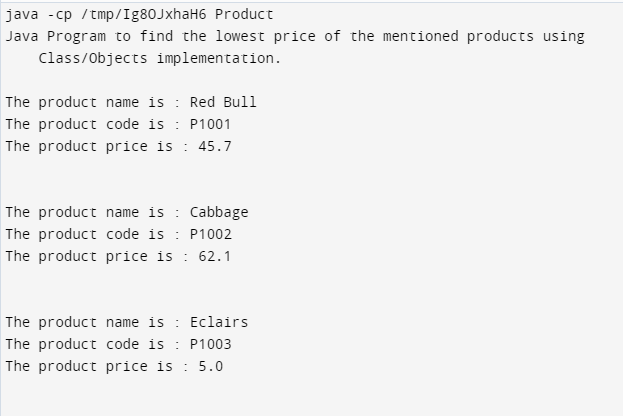 java -cp /tmp/Ig8OJxhaH6 Product
Java Program to find the lowest price of the mentioned products using
Class/Objects implementation.
The product name is : Red Bull
The product code is : P1001
The product price is : 45.7
The product name is : Cabbage
The product code is : P1002
The product price is : 62.1
The product name is : Eclairs
The product code is : P1003
The product price is : 5.0